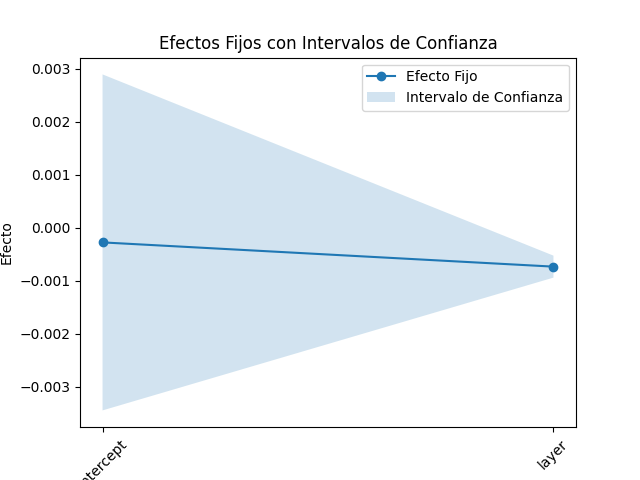 Efectos Fijos con Intervalos de Confianza
Efecto Fijo
Intervalo de Confianza
0.003
0.002
0.001
0.000
−0.001
−0.002
−0.003
Efecto
ntercept
layer